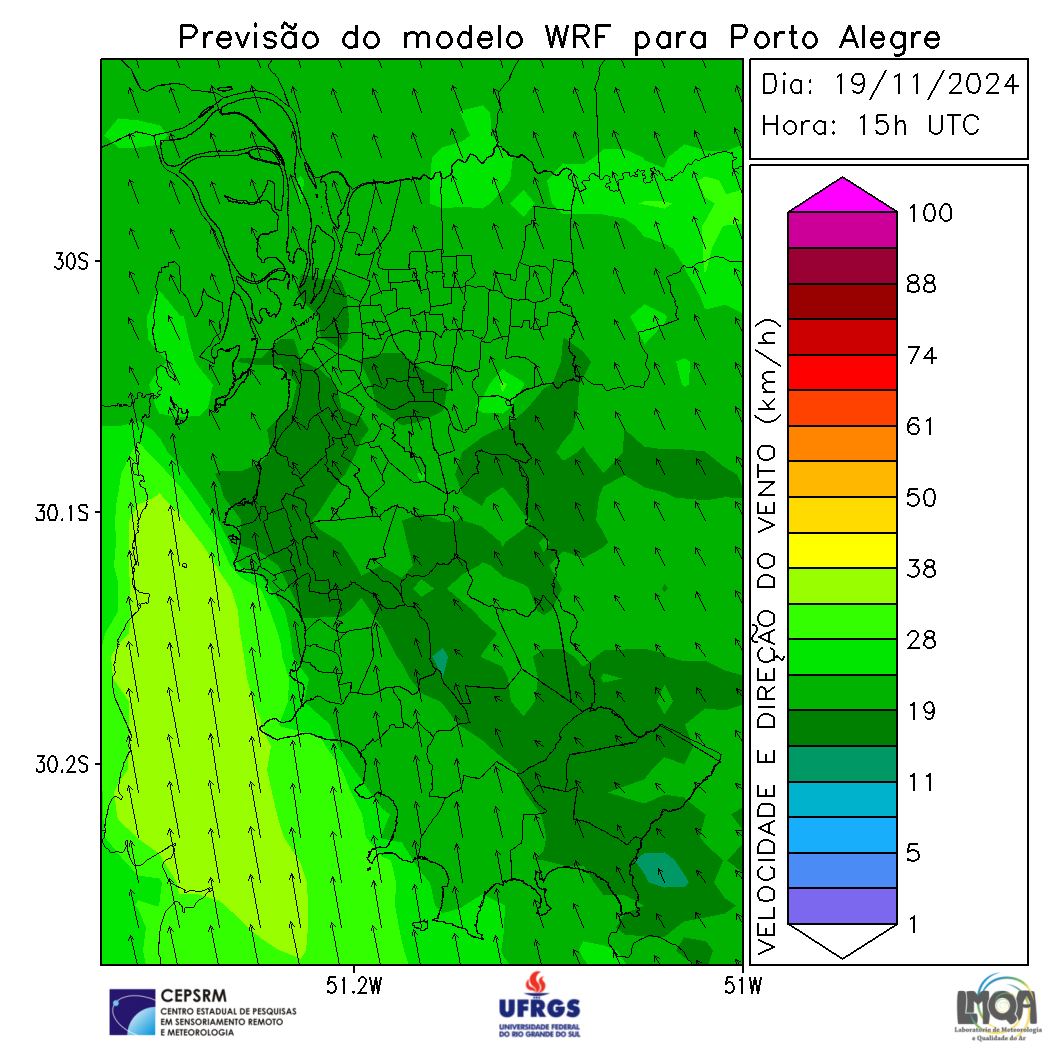 Previsão do modelo WRF para Porto Alegre
Dia: 19/11/2024
Hora: 15h UTC
30S
30.1S
30.2S
51.2W
51W
VELOCIDADE E DIREÇÃO DO VENTO (km/h)
100
88
74
61
50
38
28
19
11
5
1
CEPSRM
CENTRO ESTADUAL DE PESQUISAS
EM SENSORIAMENTO REMOTO
E METEOROLOGIA
UFRGS
UNIVERSIDADE FEDERAL
DO RIO GRANDE DO SUL
LMQA
Laboratório de Meteorologia
e Qualidade do Ar